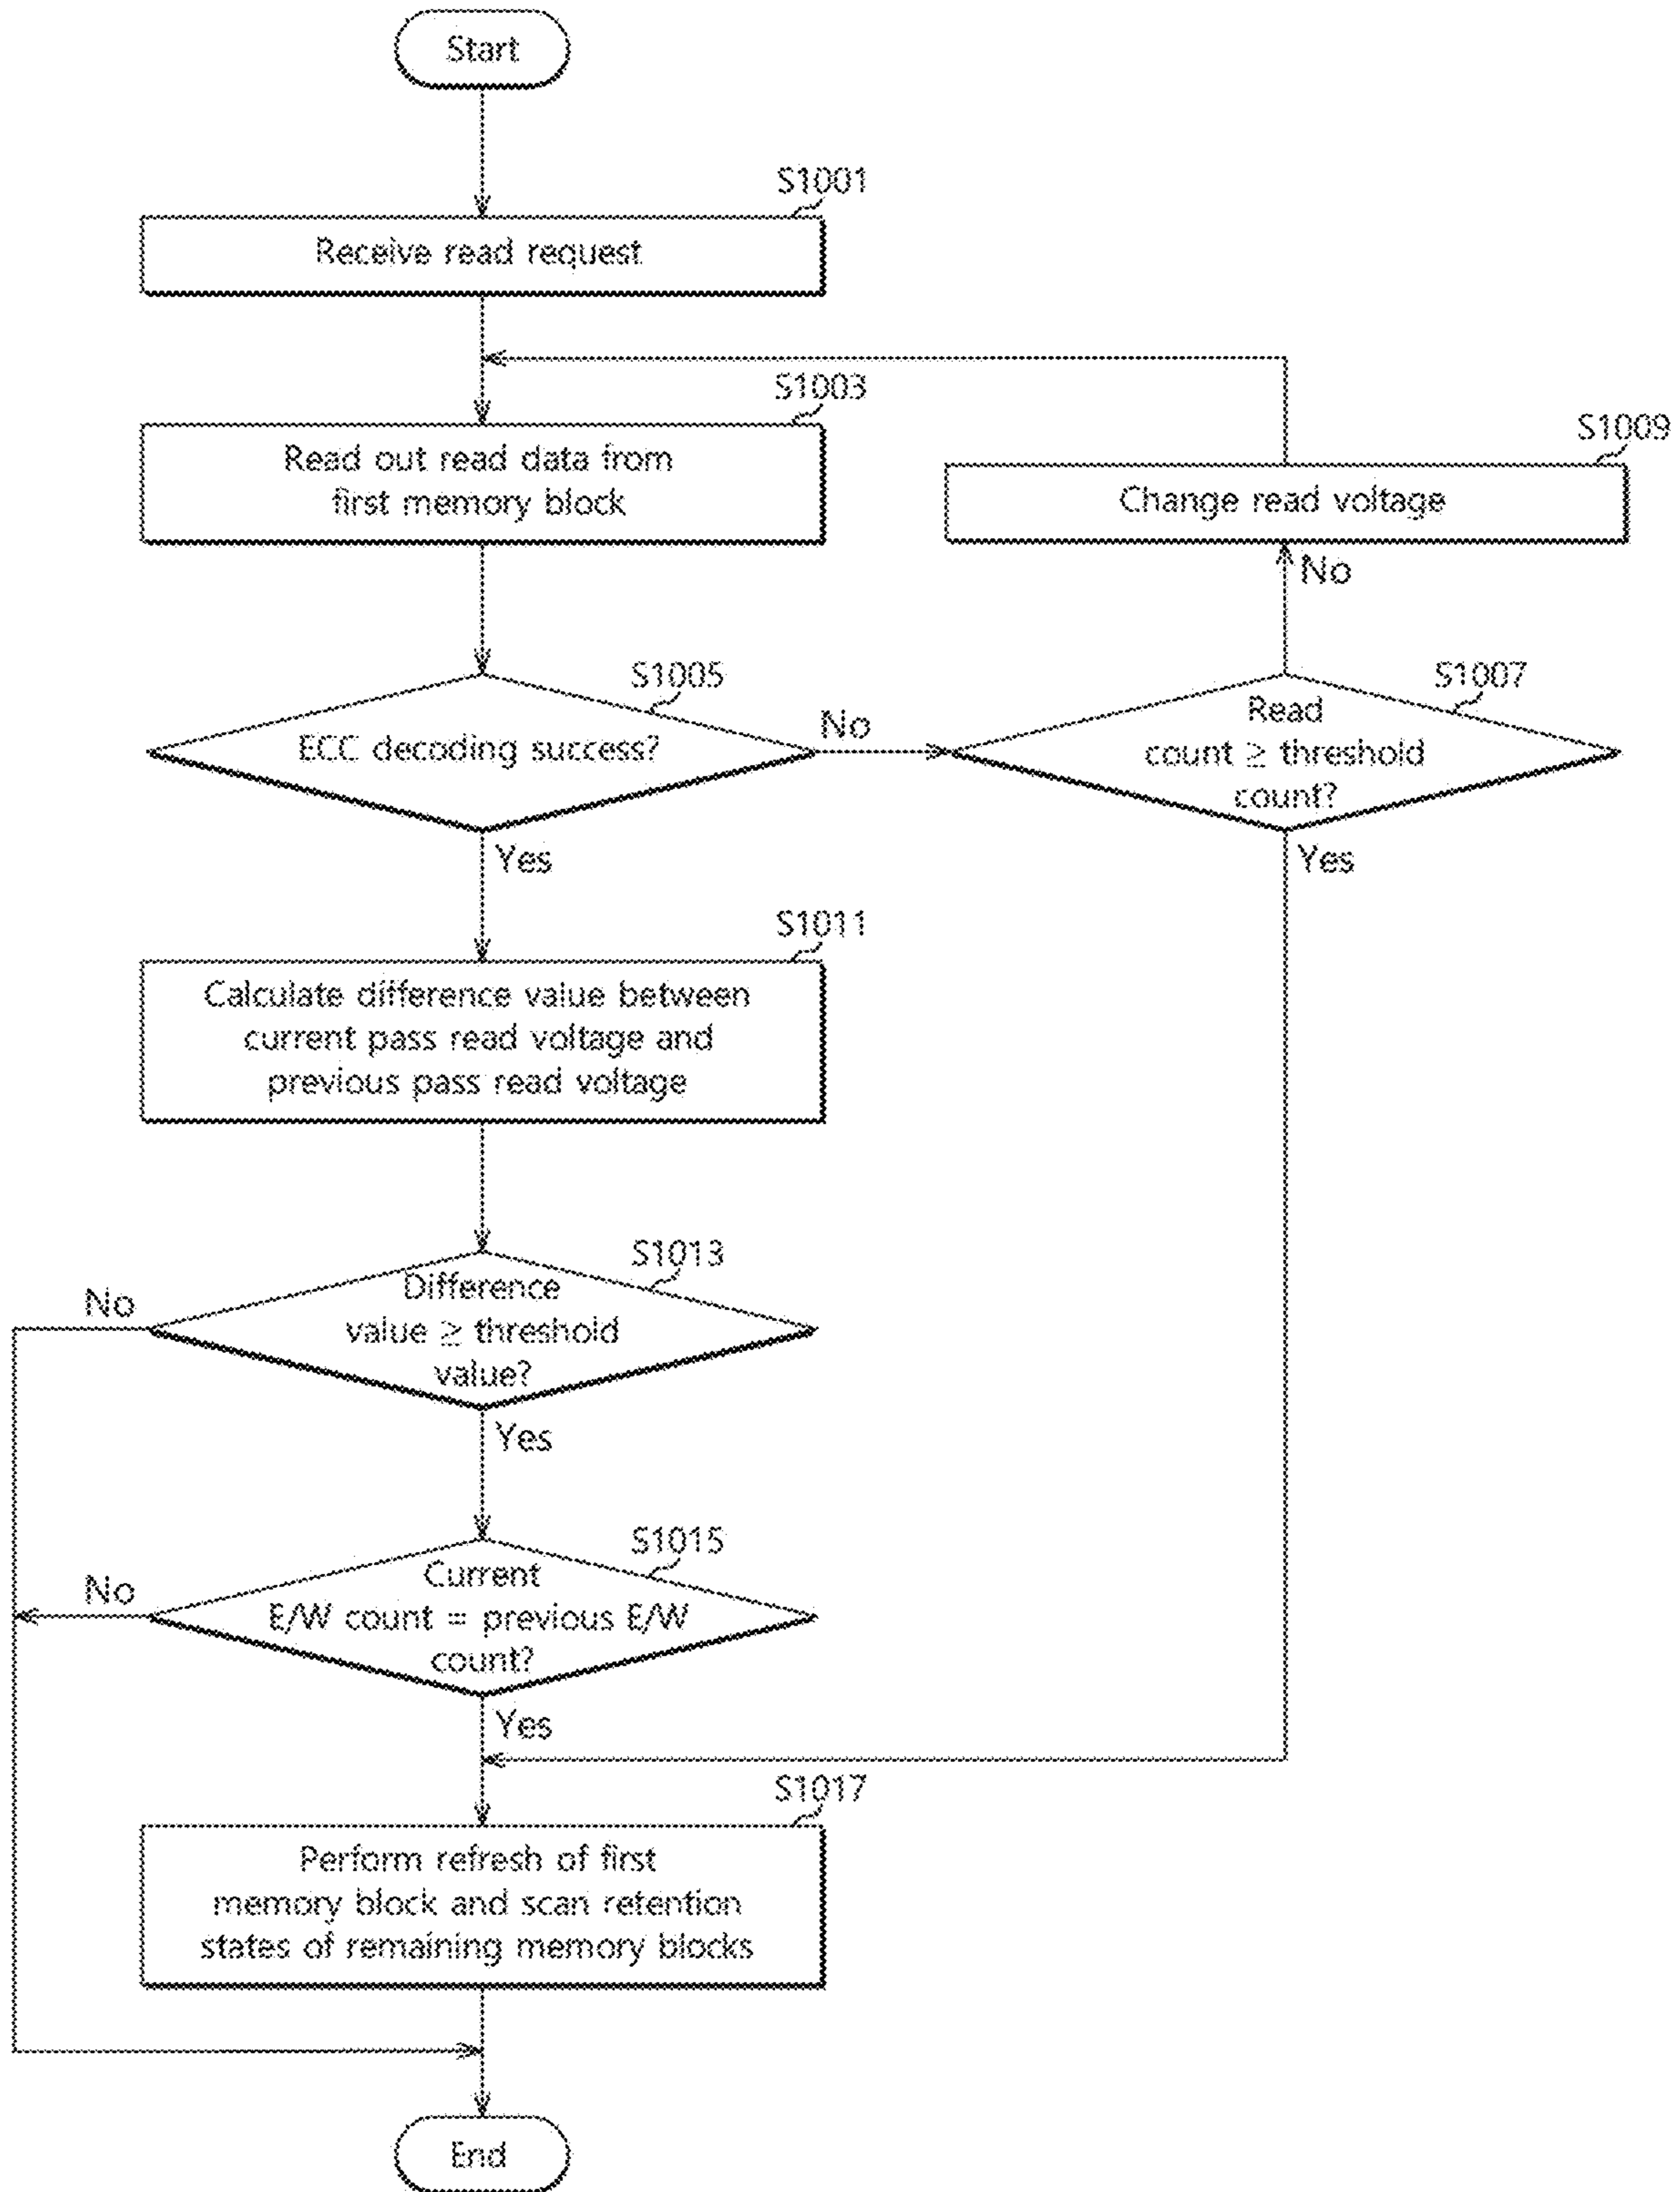 Start
S1001
Receive read request
S1003
Read out read data from
first memory block
S1009
Change read voltage
No
S1005
ECC decoding success?
No
S1007
Read
count ≥ threshold
count?
Yes
Yes
S1011
Calculate difference value between
current pass read voltage and
previous pass read voltage
S1013
Difference
value ≥ threshold
value?
No
Yes
S1015
Current
E/W count = previous E/W
count?
No
Yes
S1017
Perform refresh of first
memory block and scan retention
states of remaining memory blocks
End